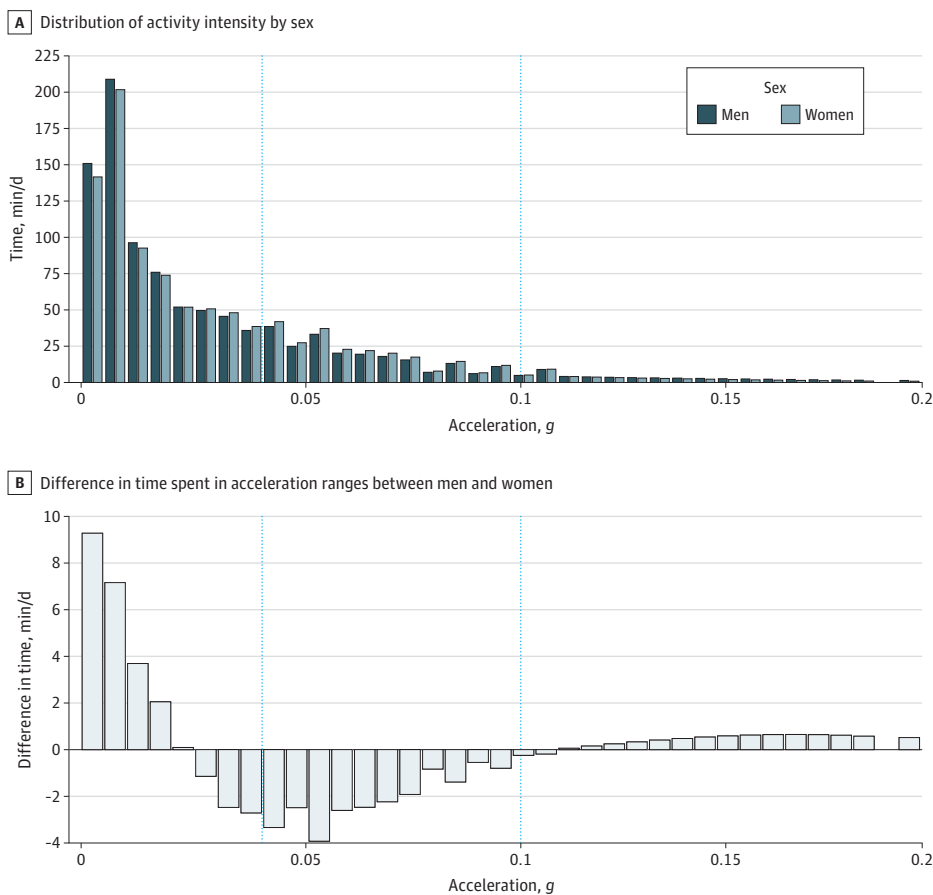 A Distribution of activity intensity by sex
225
200
175
150
125
100
75
50
25
0
Time, min/d
Sex
Men Women
0 0.05 0.1 0.15 0.2
Acceleration, g
B Difference in time spent in acceleration ranges between men and women
10
8
6
4
2
0
-2
-4
Difference in time, min/d
0 0.05 0.1 0.15 0.2
Acceleration, g